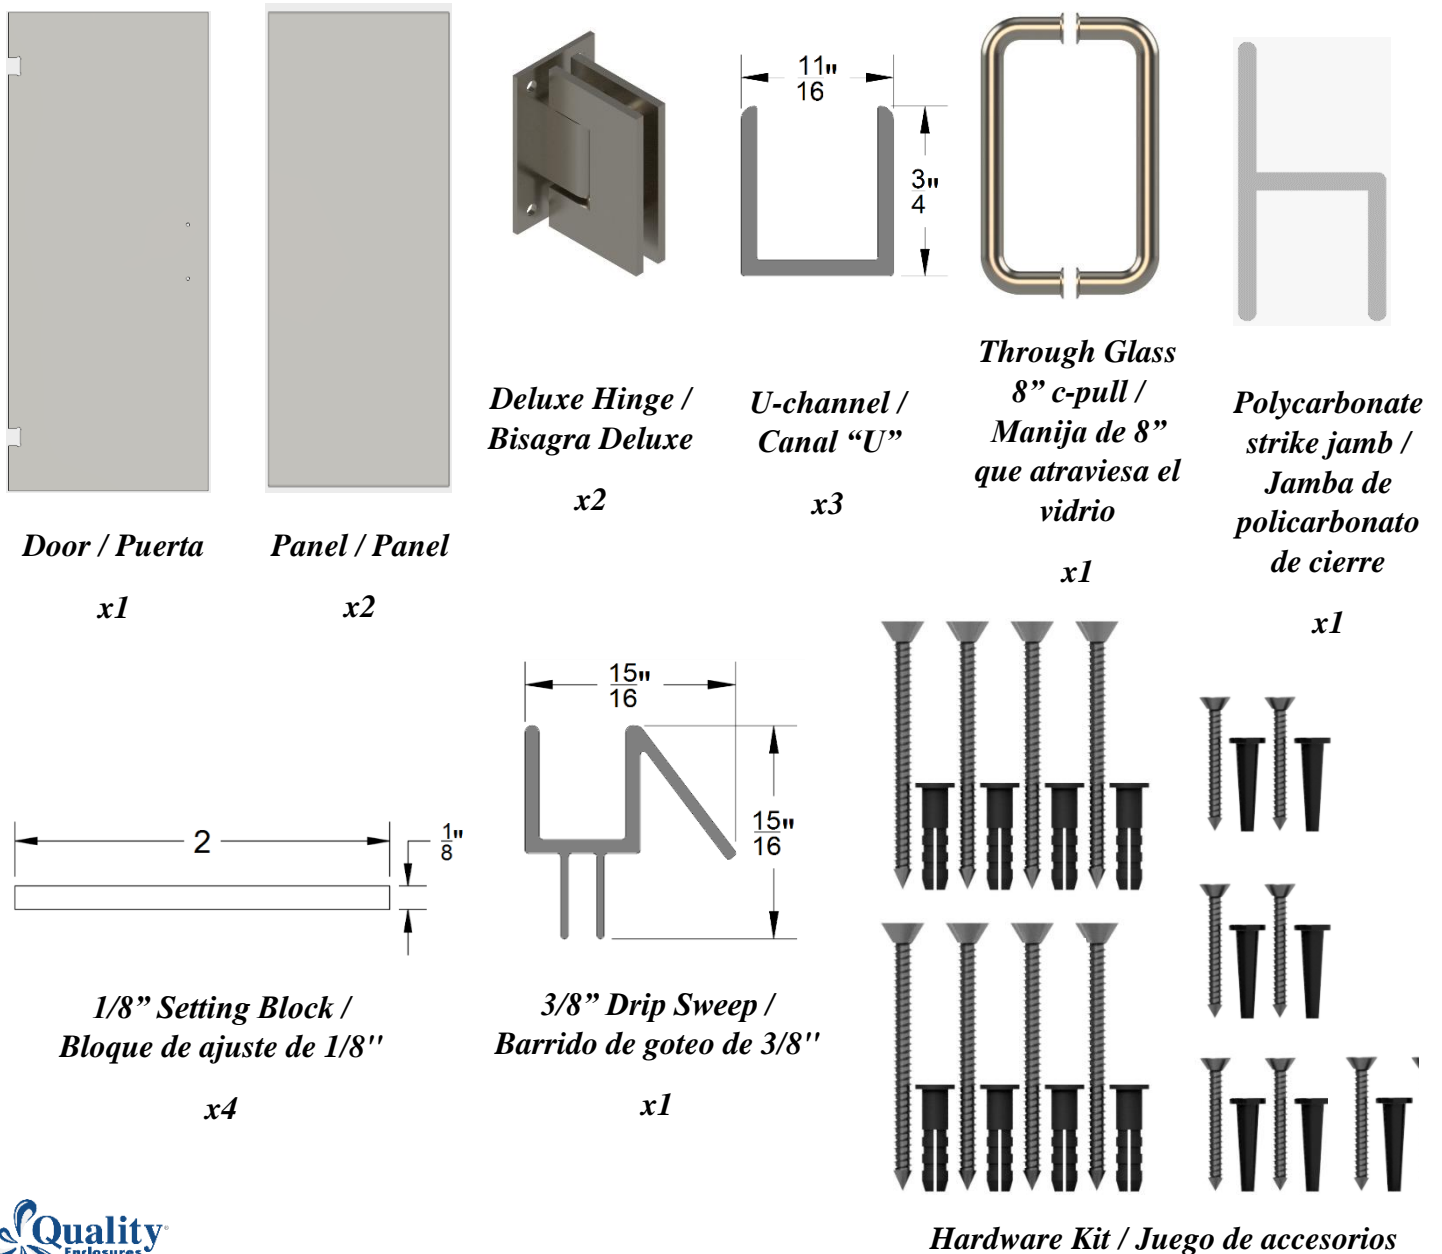 Door / Puerta
x1
Panel / Panel
x2
Deluxe Hinge /
Bisagra Deluxe
x2
11/16"
3/4"
U-channel /
Canal “U”
x3
Through Glass
8” c-pull /
Manija de 8”
que atraviesa el
vidrio
x1
Polycarbonate
strike jamb /
Jamba de
policarbonato
de cierre
x1
2
1/8"
1/8” Setting Block /
Bloque de ajuste de 1/8"
x4
15/16"
15/16"
3/8” Drip Sweep /
Barrido de goteo de 3/8"
x1
Hardware Kit / Juego de accesorios
Quality
Enclosures